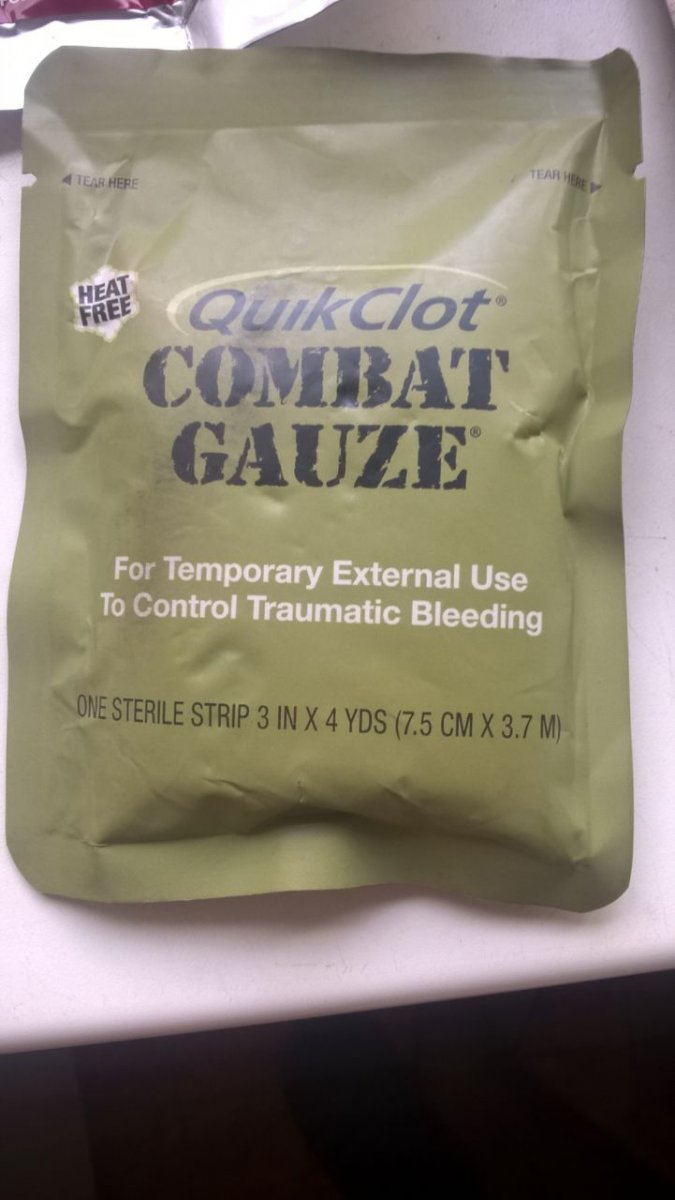 ◀ TEAR HERE
TEAR HERE ▶
HEAT
FREE
QuikClot®
COMBAT
GAUZE®
For Temporary External Use
To Control Traumatic Bleeding
ONE STERILE STRIP 3 IN X 4 YDS (7.5 CM X 3.7 M)